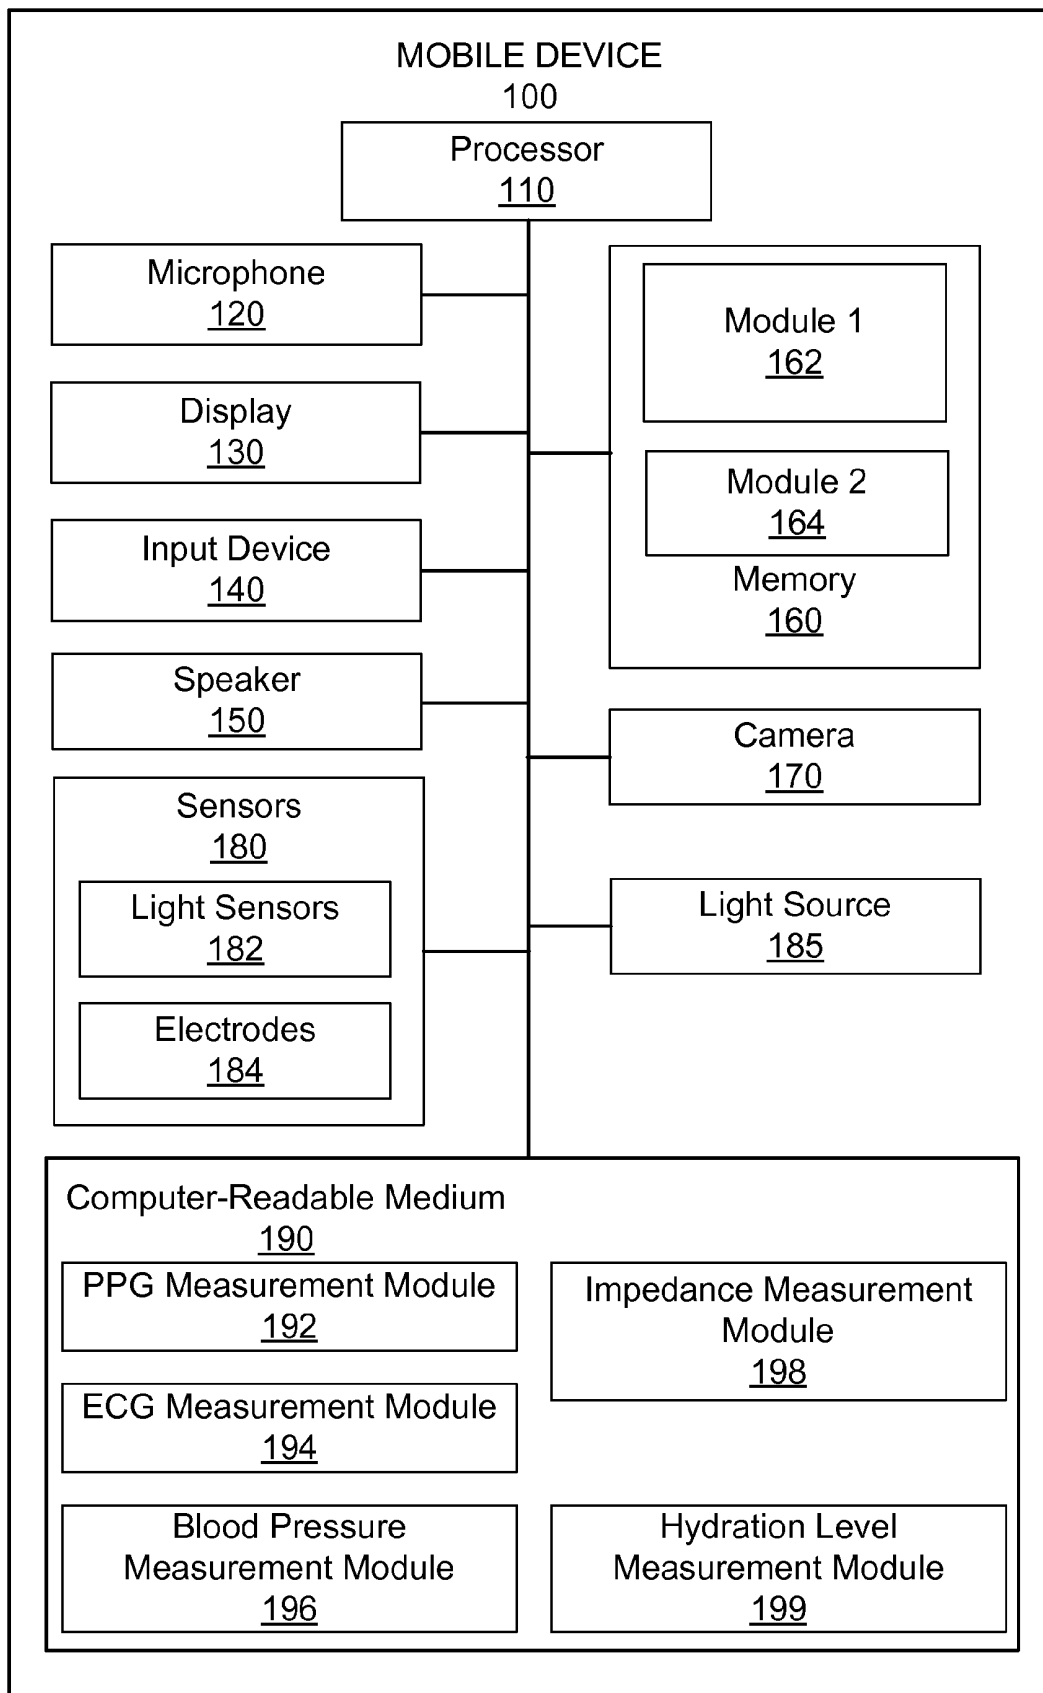 MOBILE DEVICE
100
Processor
110
Microphone
120
Display
130
Input Device
140
Speaker
150
Sensors
180
Light Sensors
182
Electrodes
184
Module 1
162
Module 2
164
Memory
160
Camera
170
Light Source
185
Computer-Readable Medium
190
PPG Measurement Module
192
ECG Measurement Module
194
Blood Pressure
Measurement Module
196
Impedance Measurement
Module
198
Hydration Level
Measurement Module
199